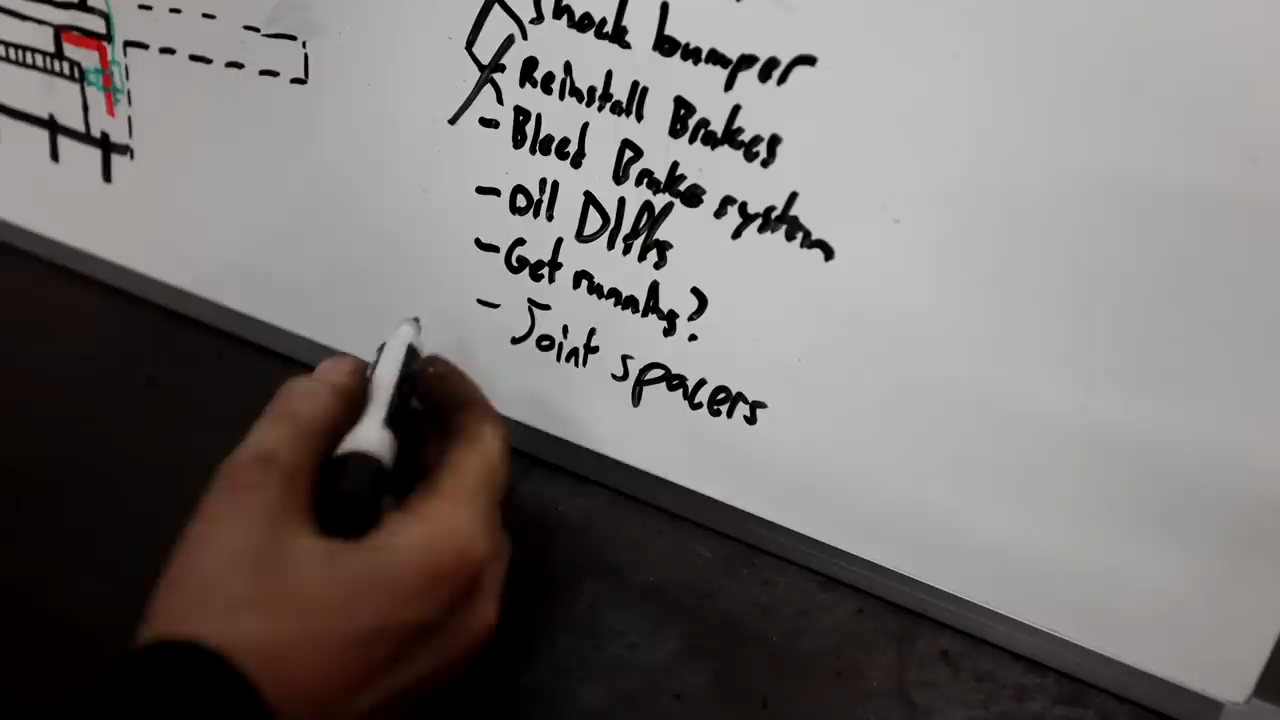 Shock bumper
Reinstall Brakes
- Bleed Brake system
- Oil Diffs
- Get running?
- Joint spacers